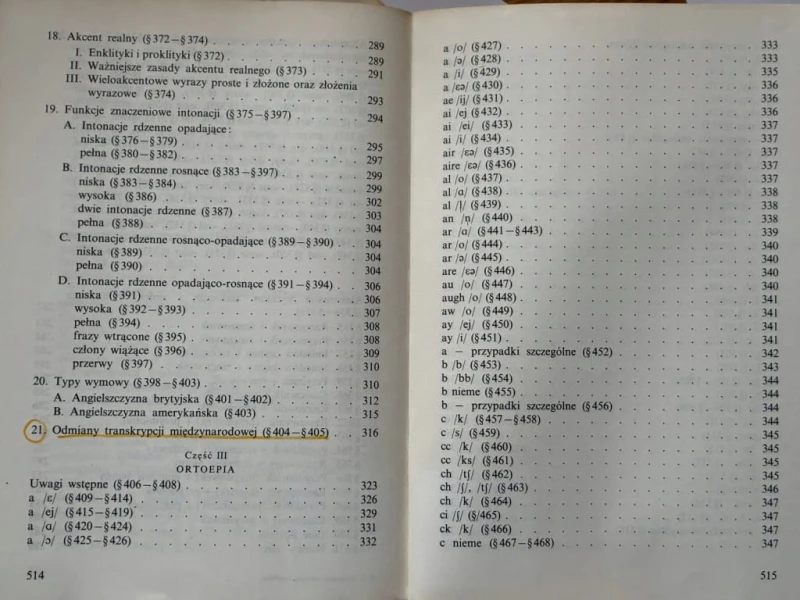 18. Akcent realny (§ 372–§ 374) . . . . . . . . . . 289
I. Enklityki i proklityki (§ 372) . . . . . . . . . . 289
II. Ważniejsze zasady akcentu realnego (§ 373) . . . . 291
III. Wieloakcentowe wyrazy proste i złożone oraz złożenia
wyrazowe (§ 374) . . . . . . . . . . 293
19. Funkcje znaczeniowe intonacji (§ 375–§ 397) . . . . . 294
A. Intonacje rdzenne opadające:
niska (§ 376–§ 379) . . . . . . . . . . 295
pełna (§ 380–§ 382) . . . . . . . . . . 297
B. Intonacje rdzenne rosnące (§ 383–§ 397) . . . . . 299
niska (§ 383–§ 384) . . . . . . . . . . 299
wysoka (§ 386) . . . . . . . . . . 302
dwie intonacje rdzenne (§ 387) . . . . . . . . 303
pełna (§ 388) . . . . . . . . . . 304
C. Intonacje rdzenne rosnąco-opadające (§ 389–§ 390) . . 304
niska (§ 389) . . . . . . . . . . 304
pełna (§ 390) . . . . . . . . . . 304
D. Intonacje rdzenne opadająco-rosnące (§ 391–§ 394) . . 306
niska (§ 391) . . . . . . . . . . 306
wysoka (§ 392–§ 393) . . . . . . . . . . 307
pełna (§ 394) . . . . . . . . . . 308
frazy wtrącone (§ 395) . . . . . . . . . . 308
człony wiążące (§ 396) . . . . . . . . . . 309
przerwy (§ 397) . . . . . . . . . . 310
20. Typy wymowy (§ 398–§ 403) . . . . . . . . . . 310
A. Angielszczyzna brytyjska (§ 401–§ 402) . . . . . . 312
B. Angielszczyzna amerykańska (§ 403) . . . . . . 315
21. Odmiany transkrypcji międzynarodowej (§ 404–§ 405) . . 316
Część III
ORTOEPIA
Uwagi wstępne (§ 406–§ 408) . . . . . . . . . . 323
a /ɛ/ (§ 409–§ 414) . . . . . . . . . . 326
a /ej/ (§ 415–§ 419) . . . . . . . . . . 329
a /ɑ/ (§ 420–§ 424) . . . . . . . . . . 331
a /ɔ/ (§ 425–§ 426) . . . . . . . . . . 332
514
a /o/ (§ 427) . . . . . . . . . . 333
a /ə/ (§ 428) . . . . . . . . . . 333
a /i/ (§ 429) . . . . . . . . . . 335
a /ɛə/ (§ 430) . . . . . . . . . . 336
ae /ij/ (§ 431) . . . . . . . . . . 336
ai /ej (§ 432) . . . . . . . . . . 336
ai /ei/ (§ 433) . . . . . . . . . . 337
ai /i/ (§ 434) . . . . . . . . . . 337
air /ɛə/ (§ 435) . . . . . . . . . . 337
aire /ɛə/ (§ 436) . . . . . . . . . . 337
al /o/ (§ 437) . . . . . . . . . . 337
al /ɑ/ (§ 438) . . . . . . . . . . 338
al /l̩/ (§ 439) . . . . . . . . . . 338
an /n̩/ (§ 440) . . . . . . . . . . 338
ar /ɑ/ (§ 441–§ 443) . . . . . . . . . . 339
ar /o/ (§ 444) . . . . . . . . . . 340
ar /ə/ (§ 445) . . . . . . . . . . 340
are /ɛə/ (§ 446) . . . . . . . . . . 340
au /o/ (§ 447) . . . . . . . . . . 340
augh /o/ (§ 448) . . . . . . . . . . 341
aw /o/ (§ 449) . . . . . . . . . . 341
ay /ej/ (§ 450) . . . . . . . . . . 341
ay /i/ (§ 451) . . . . . . . . . . 341
a – przypadki szczególne (§ 452) . . . . . . . . . . 342
b /b/ (§ 453) . . . . . . . . . . 343
b /bb/ (§ 454) . . . . . . . . . . 344
b nieme (§ 455) . . . . . . . . . . 344
b – przypadki szczególne (§ 456) . . . . . . . . . . 344
c /k/ (§ 457–§ 458) . . . . . . . . . . 344
c /s/ (§ 459) . . . . . . . . . . 345
cc /k/ (§ 460) . . . . . . . . . . 345
cc /ks/ (§ 461) . . . . . . . . . . 345
ch /tʃ/ (§ 462) . . . . . . . . . . 345
ch /ʃ/, /tʃ/ (§ 463) . . . . . . . . . . 346
ch /k/ (§ 464) . . . . . . . . . . 347
ci /ʃ/ (§/465) . . . . . . . . . . 347
ck /k/ (§ 466) . . . . . . . . . . 347
c nieme (§ 467–§ 468) . . . . . . . . . . 347
515